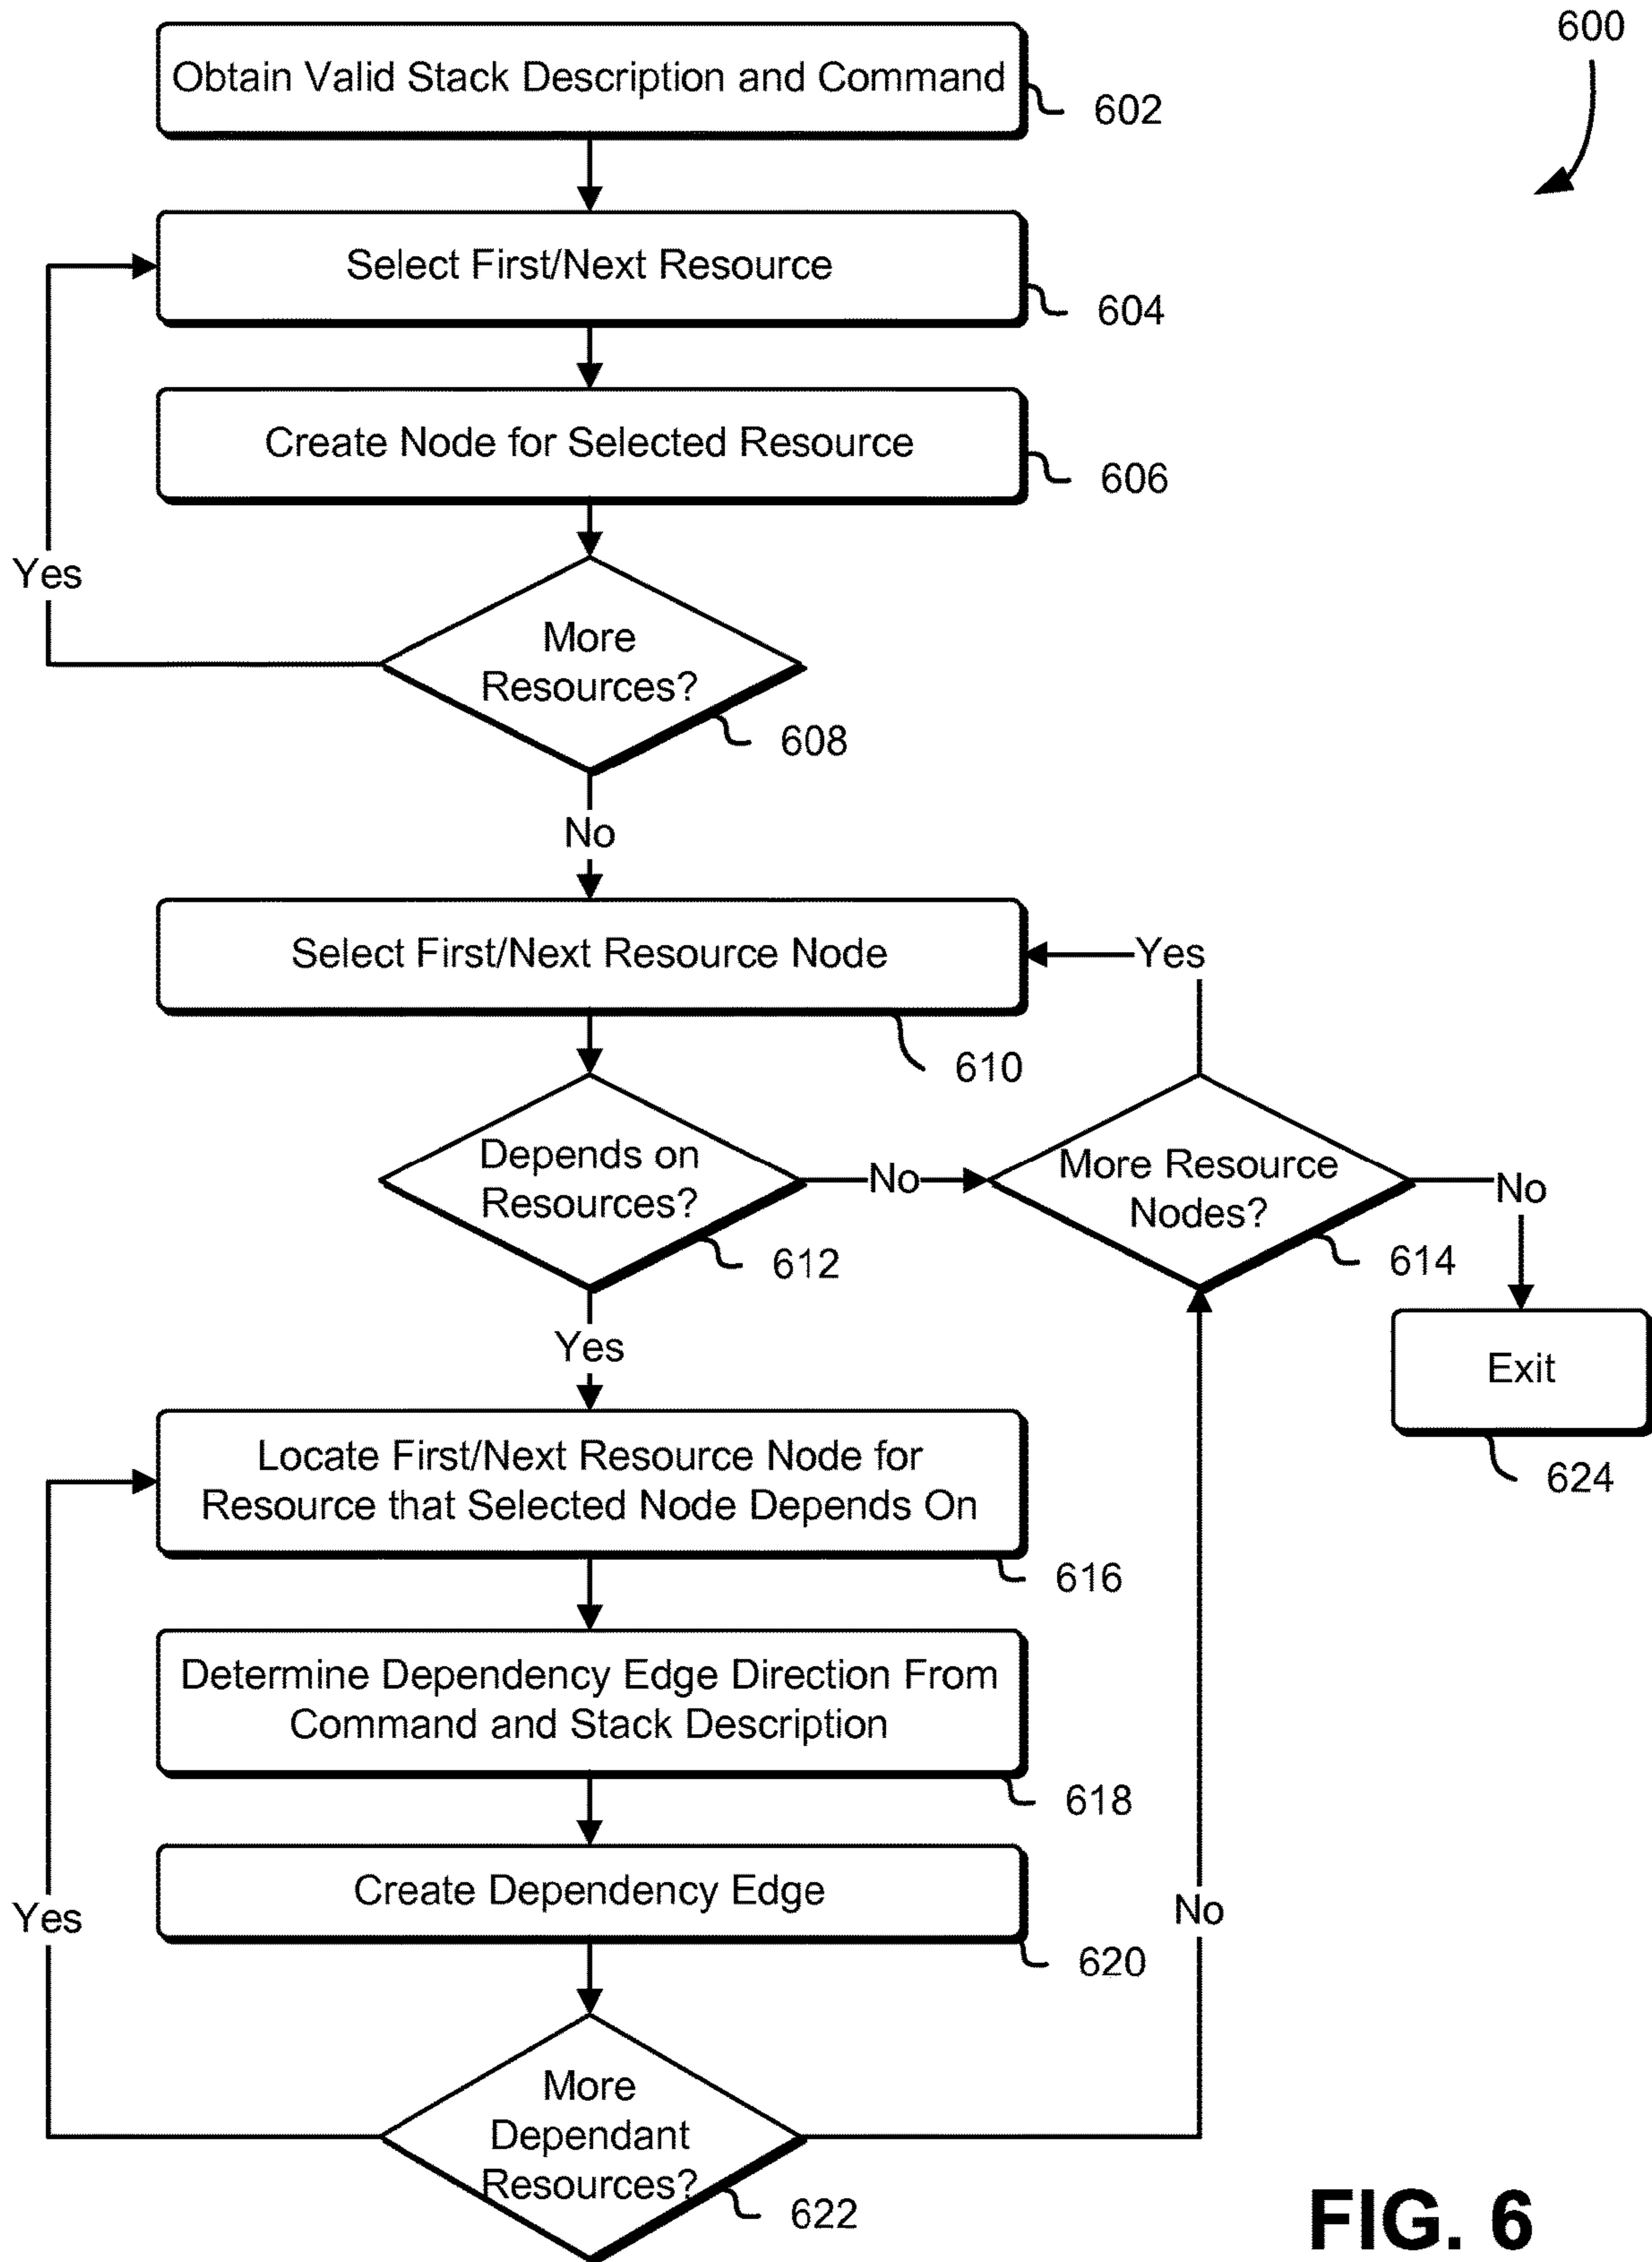 600
Obtain Valid Stack Description and Command
602
Select First/Next Resource
604
Create Node for Selected Resource
606
Yes
More
Resources?
608
No
Select First/Next Resource Node
Yes
610
Depends on
Resources?
612
No
More Resource
Nodes?
614
No
Exit
624
Yes
Locate First/Next Resource Node for
Resource that Selected Node Depends On
616
Determine Dependency Edge Direction From
Command and Stack Description
618
Create Dependency Edge
620
Yes
No
More
Dependant
Resources?
622
FIG. 6